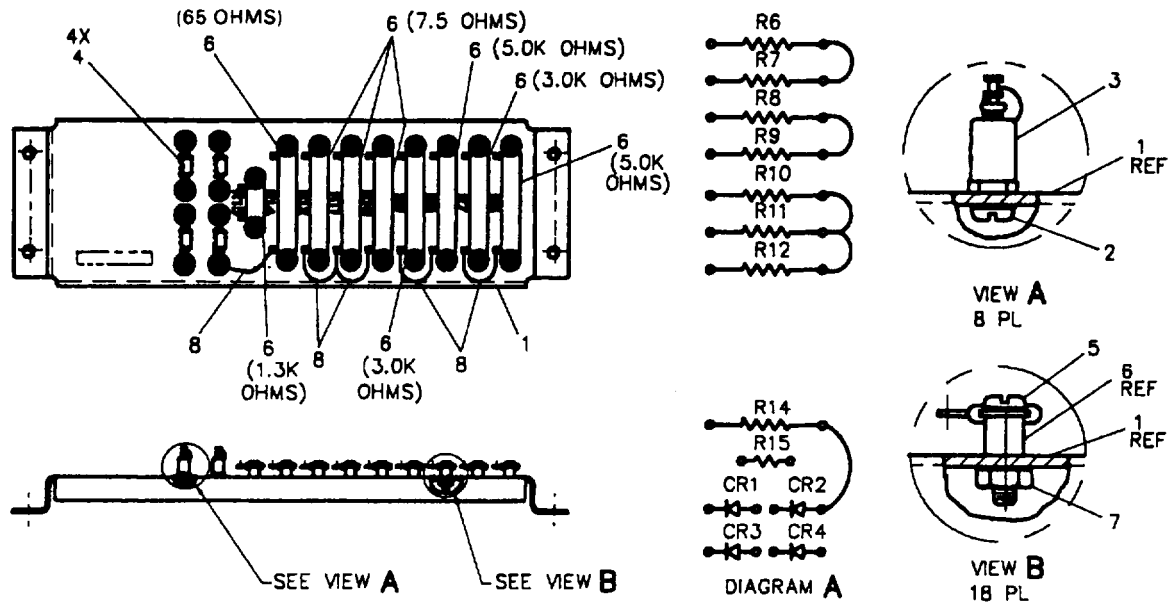 (65 OHMS)
6
4X
4
6 (7.5 OHMS)
6 (5.0K OHMS)
6 (3.0K OHMS)
6
(5.0K
OHMS)
8
6
(1.3K
OHMS)
8
6
(3.0K
OHMS)
8
1
SEE VIEW A
SEE VIEW B
R6
R7
R8
R9
R10
R11
R12
R14
R15
CR1
CR2
CR3
CR4
DIAGRAM A
3
1
REF
2
VIEW A
8 PL
5
6
REF
1
REF
7
VIEW B
18 PL